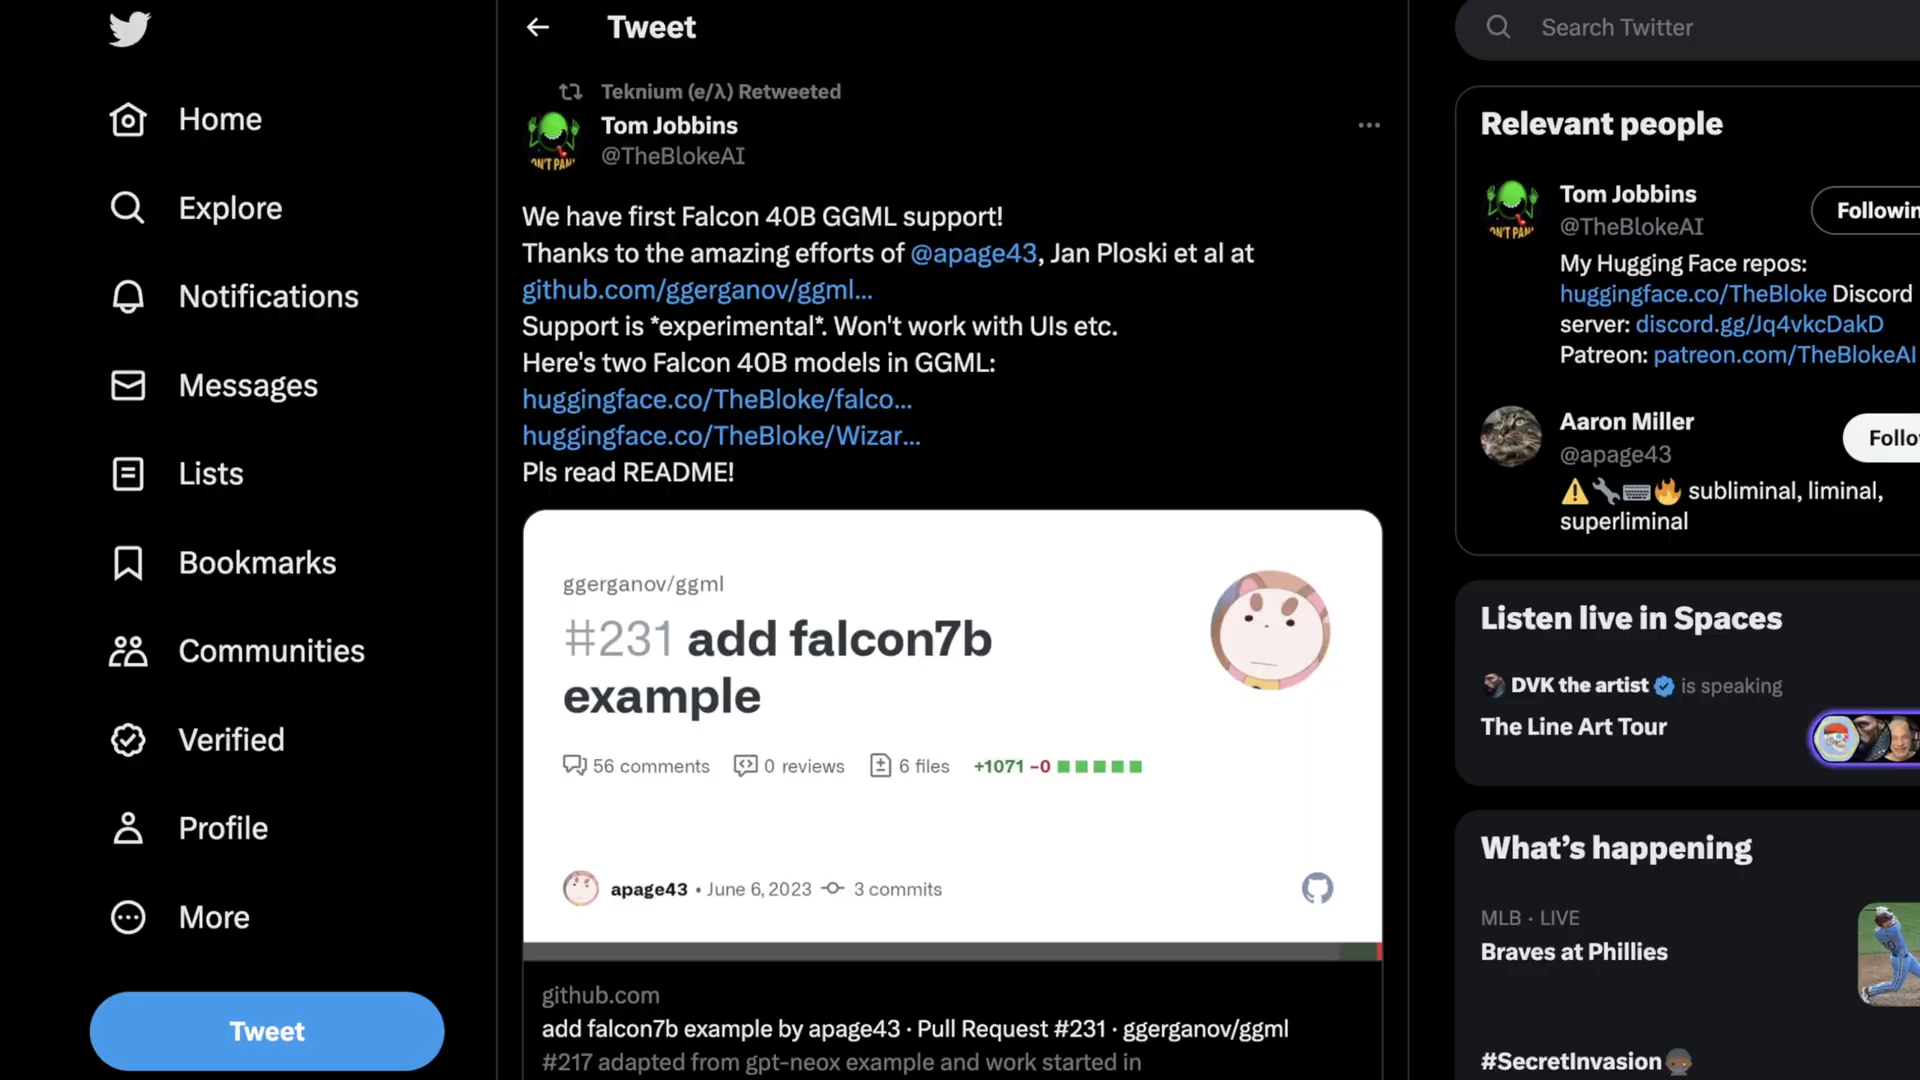 Home
Explore
Notifications
Messages
Lists
Bookmarks
Communities
Verified
Profile
More
Tweet
Tweet
Teknium (e/λ) Retweeted
Tom Jobbins
@TheBlokeAI
We have first Falcon 40B GGML support!
Thanks to the amazing efforts of @apage43, Jan Ploski et al at
github.com/ggerganov/ggml...
Support is *experimental*. Won't work with UIs etc.
Here's two Falcon 40B models in GGML:
huggingface.co/TheBloke/falco...
huggingface.co/TheBloke/Wizar...
Pls read README!
ggerganov/ggml
#231 add falcon7b
example
56 comments 0 reviews 6 files +1071 -0
apage43 • June 6, 2023 3 commits
github.com
add falcon7b example by apage43 · Pull Request #231 · ggerganov/ggml
#217 adapted from gpt-neox example and work started in
Search Twitter
Relevant people
Tom Jobbins
@TheBlokeAI
Followin
ON'T PAN
My Hugging Face repos:
huggingface.co/TheBloke Discord
server: discord.gg/Jq4vkcDakD
Patreon: patreon.com/TheBlokeAI
Aaron Miller
@apage43
Follo
⚠️🔧⌨️🔥 subliminal, liminal,
superliminal
Listen live in Spaces
DVK the artist is speaking
The Line Art Tour
What's happening
MLB · LIVE
Braves at Phillies
#SecretInvasion